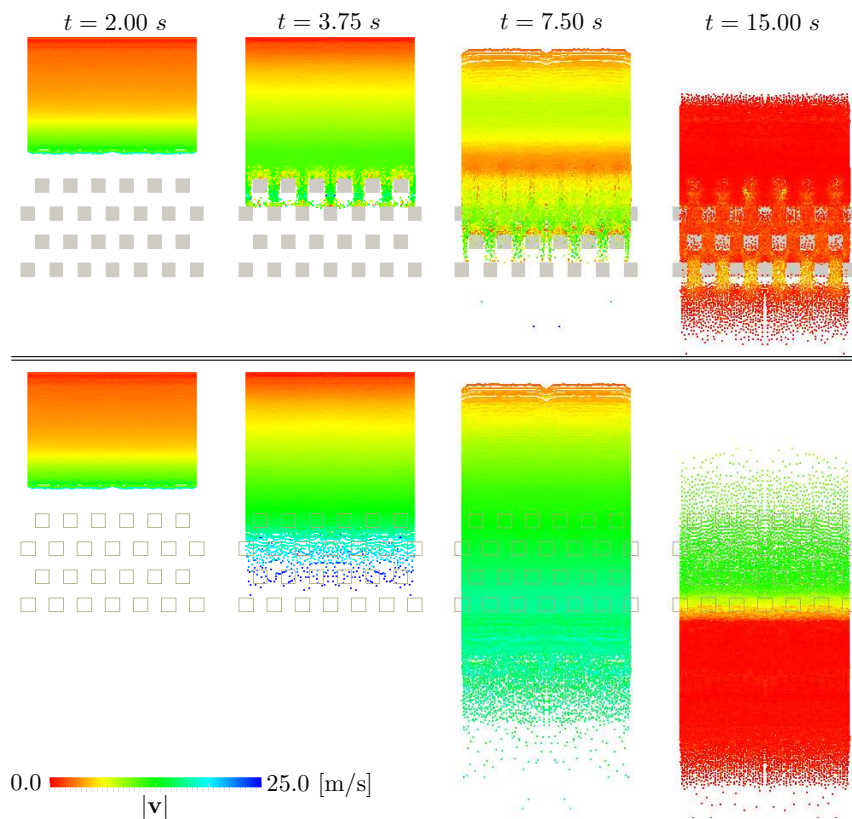 t = 2.00 s
t = 3.75 s
t = 7.50 s
t = 15.00 s
0.0 25.0 [m/s]
|v|